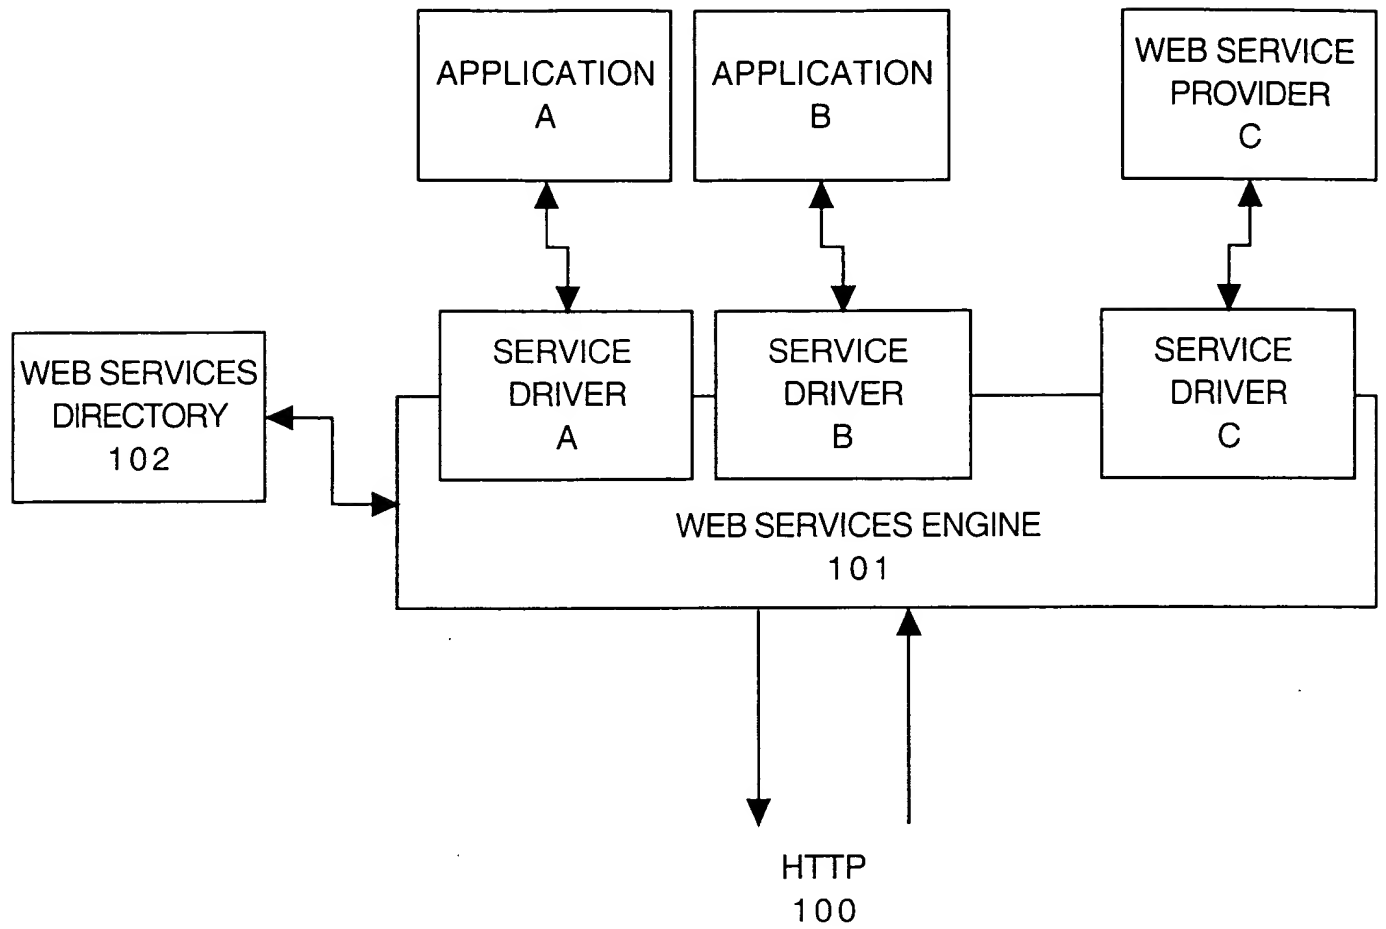 APPLICATION
A
APPLICATION
B
WEB SERVICE
PROVIDER
C
WEB SERVICES
DIRECTORY
102
SERVICE
DRIVER
A
SERVICE
DRIVER
B
SERVICE
DRIVER
C
WEB SERVICES ENGINE
101
HTTP
100